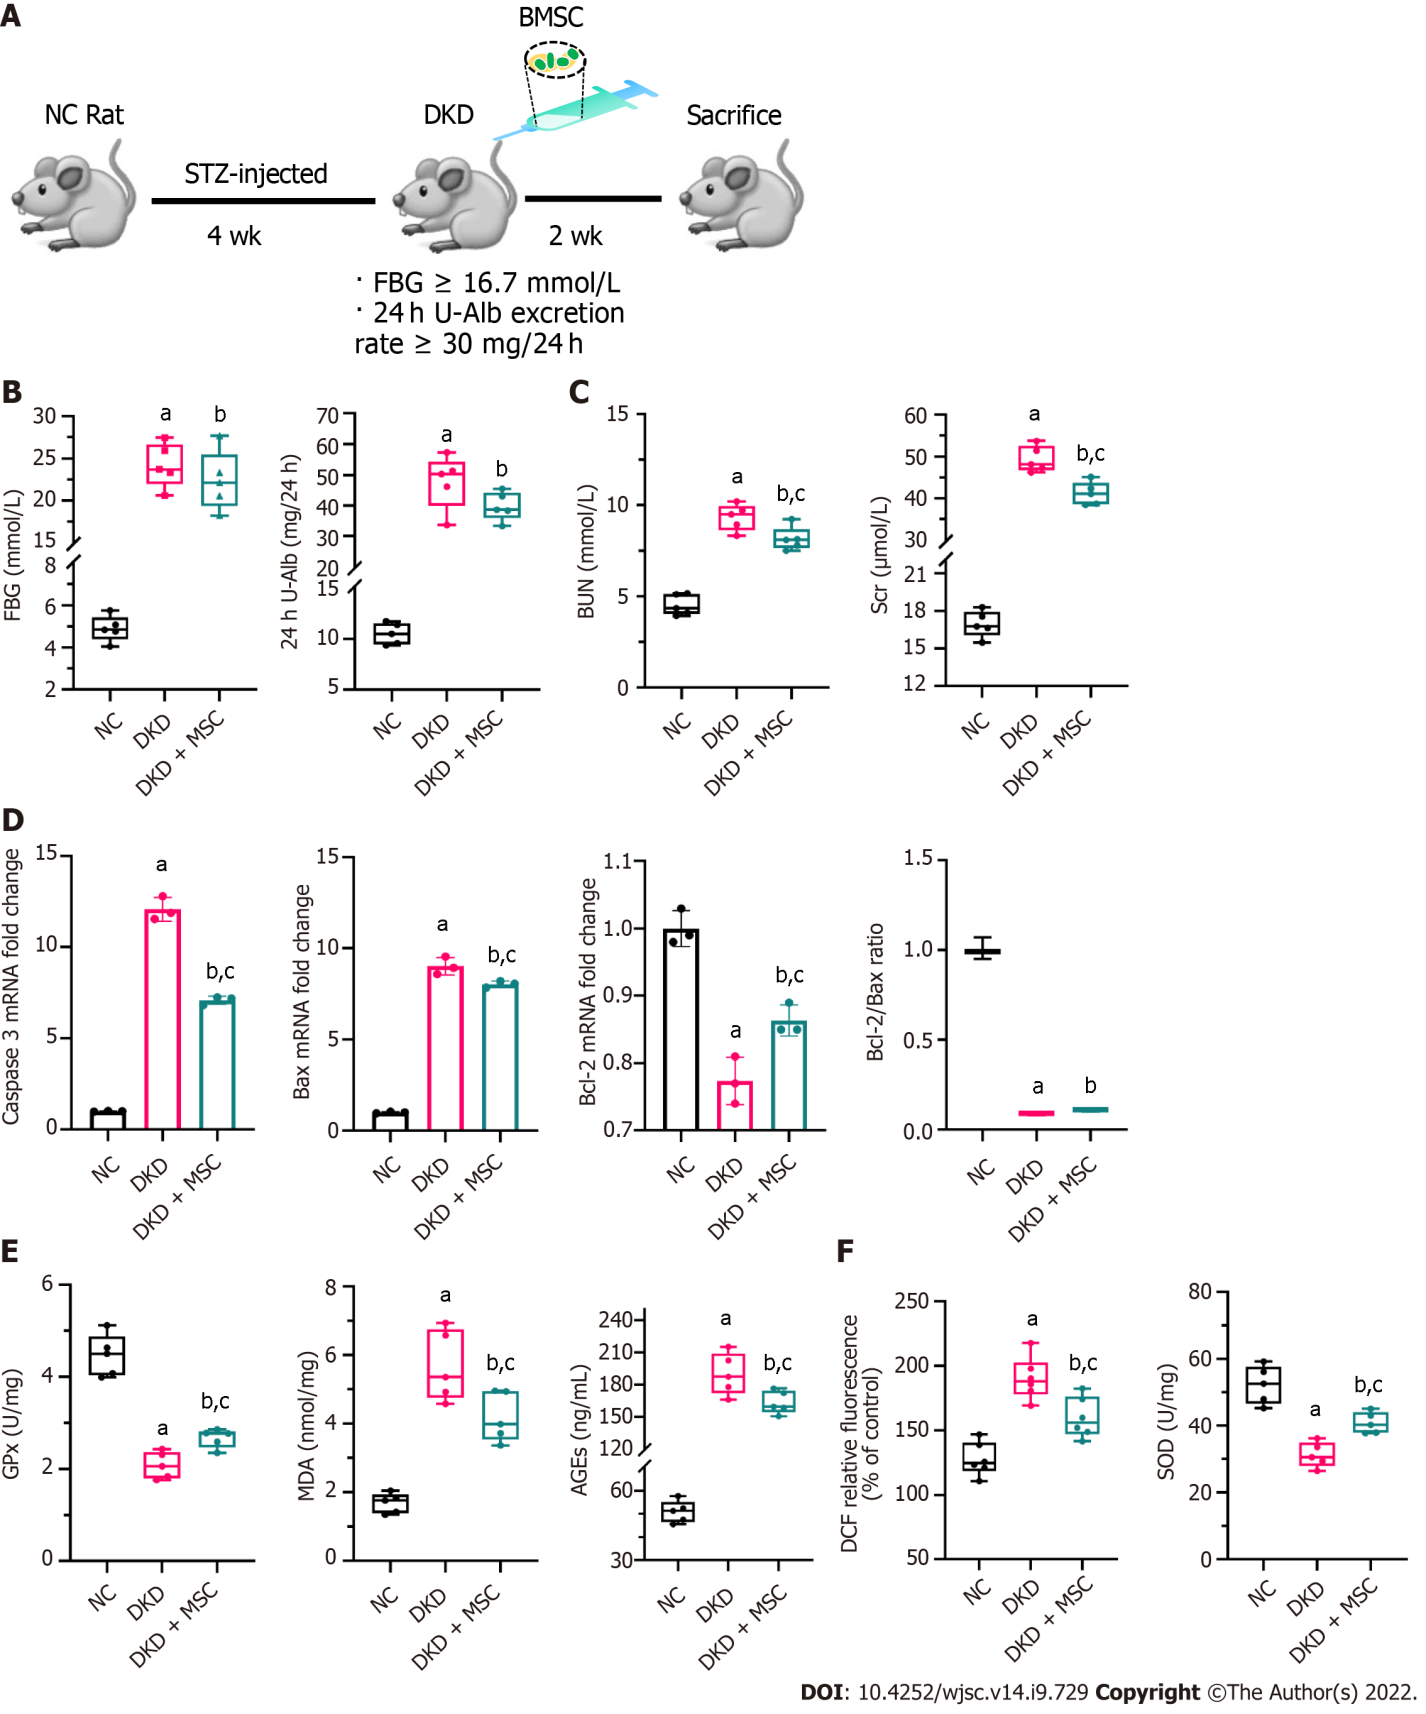 A
BMSC
NC Rat
DKD
Sacrifice
STZ-injected
4 wk
2 wk
· FBG ≥ 16.7 mmol/L
· 24 h U-Alb excretion
rate ≥ 30 mg/24 h
B
FBG (mmol/L)
30
25
20
15
8
6
4
2
a
b
NC
DKD
DKD + MSC
24 h U-Alb (mg/24 h)
70
60
50
40
30
20
15
10
5
a
b
NC
DKD
DKD + MSC
C
BUN (mmol/L)
15
10
5
0
a
b,c
NC
DKD
DKD + MSC
Scr (μmol/L)
60
50
40
30
21
18
15
12
a
b,c
NC
DKD
DKD + MSC
D
Caspase 3 mRNA fold change
15
10
5
0
a
b,c
NC
DKD
DKD + MSC
Bax mRNA fold change
15
10
5
0
a
b,c
NC
DKD
DKD + MSC
Bcl-2 mRNA fold change
1.1
1.0
0.9
0.8
0.7
a
b,c
NC
DKD
DKD + MSC
Bcl-2/Bax ratio
1.5
1.0
0.5
0.0
a
b
NC
DKD
DKD + MSC
E
GPx (U/mg)
6
4
2
0
a
b,c
NC
DKD
DKD + MSC
MDA (nmol/mg)
8
6
4
2
0
a
b,c
NC
DKD
DKD + MSC
AGEs (ng/mL)
240
210
180
150
120
60
30
a
b,c
NC
DKD
DKD + MSC
F
DCF relative fluorescence
(% of control)
250
200
150
100
50
a
b,c
NC
DKD
DKD + MSC
SOD (U/mg)
80
60
40
20
0
a
b,c
NC
DKD
DKD + MSC
DOI: 10.4252/wjsc.v14.i9.729 Copyright ©The Author(s) 2022.